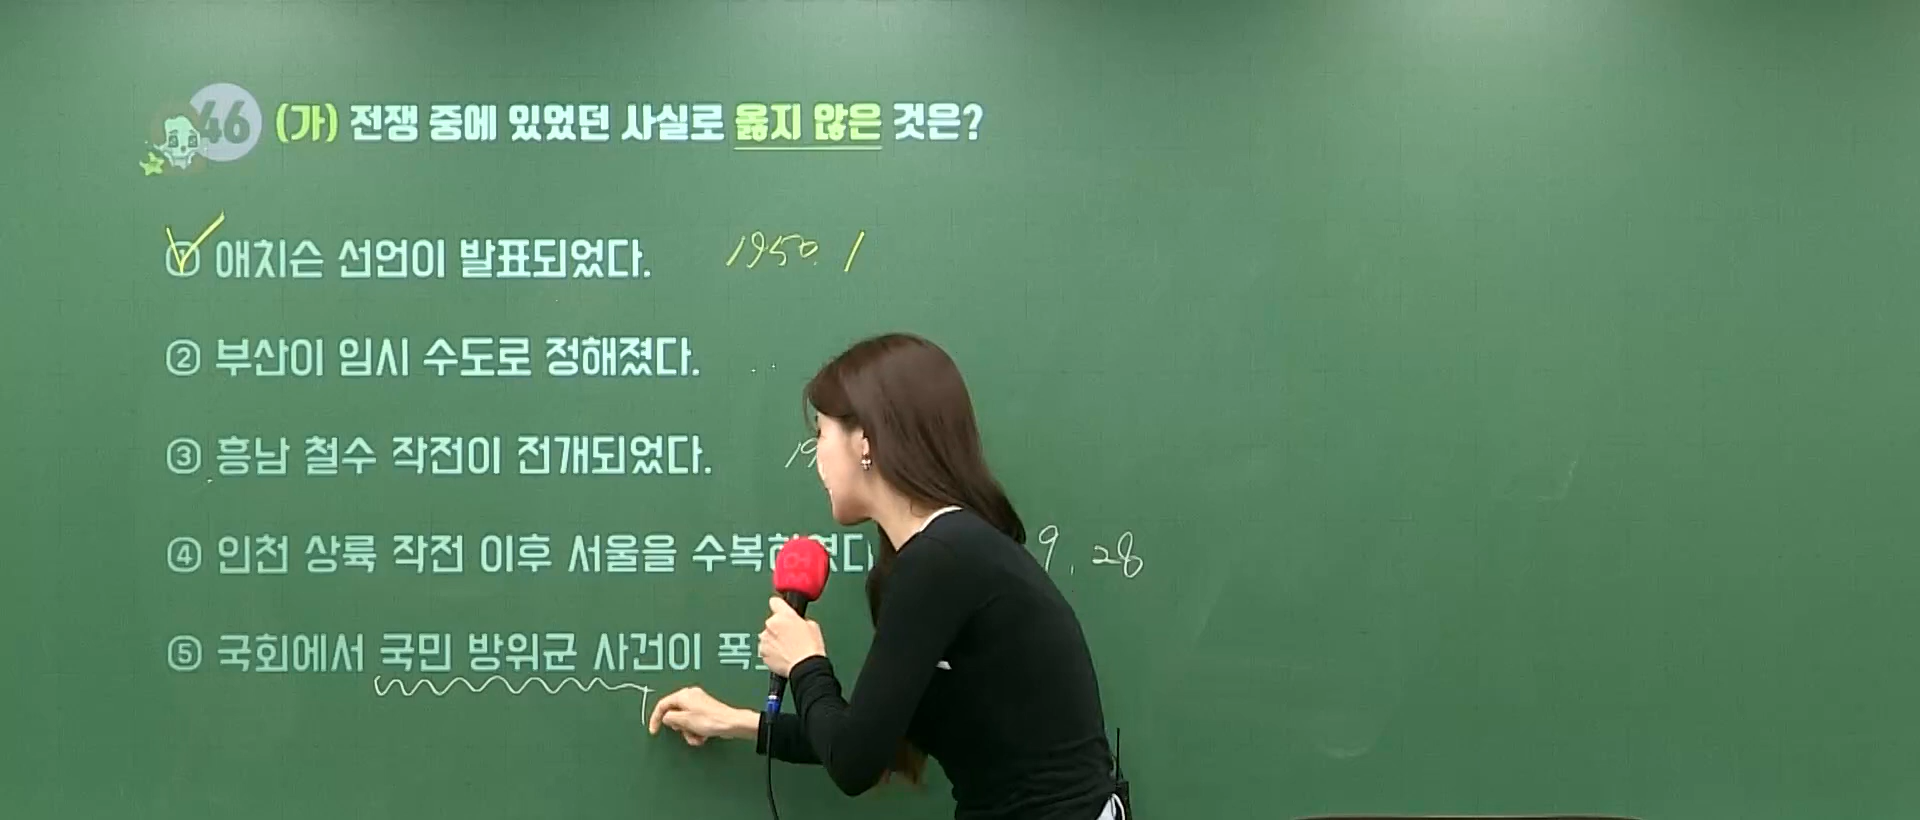 46 (가) 전쟁 중에 있었던 사실로 옳지 않은 것은?
① 애치슨 선언이 발표되었다. 1950. 1
② 부산이 임시 수도로 정해졌다.
③ 흥남 철수 작전이 전개되었다. 19
④ 인천 상륙 작전 이후 서울을 수복하였다 9. 28
⑤ 국회에서 국민 방위군 사건이